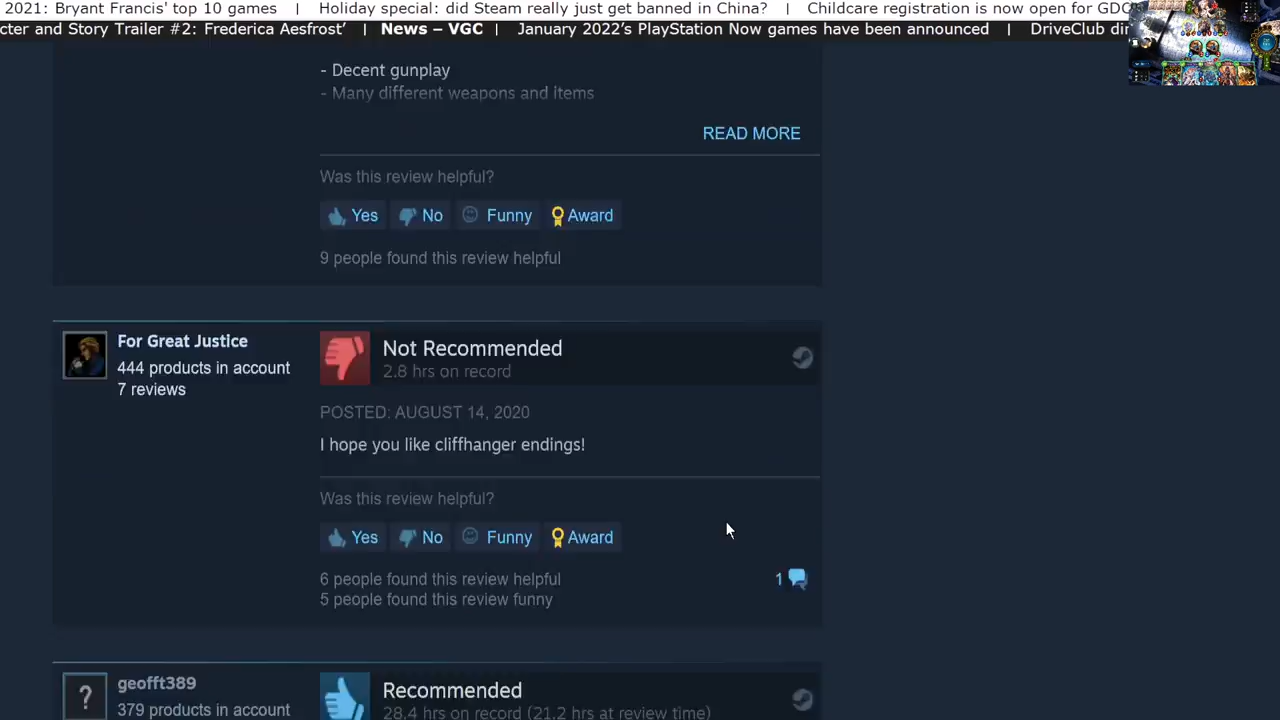 2021: Bryant Francis' top 10 games | Holiday special: did Steam really just get banned in China? | Childcare registration is now open for GDC
cter and Story Trailer #2: Frederica Aesfrost' | News – VGC | January 2022's PlayStation Now games have been announced | DriveClub dir
- Decent gunplay
- Many different weapons and items
READ MORE
Was this review helpful?
Yes No Funny Award
9 people found this review helpful
For Great Justice
444 products in account
7 reviews
Not Recommended
2.8 hrs on record
POSTED: AUGUST 14, 2020
I hope you like cliffhanger endings!
Was this review helpful?
Yes No Funny Award
6 people found this review helpful
5 people found this review funny
1
geofft389
379 products in account
?
Recommended
28.4 hrs on record (21.2 hrs at review time)